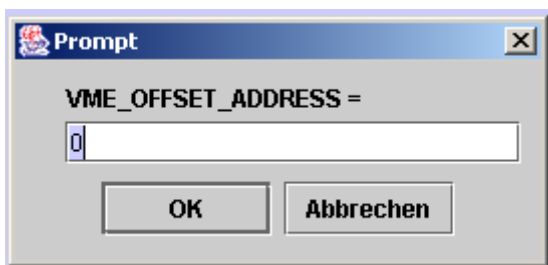 Prompt
VME_OFFSET_ADDRESS =
0
OK Abbrechen